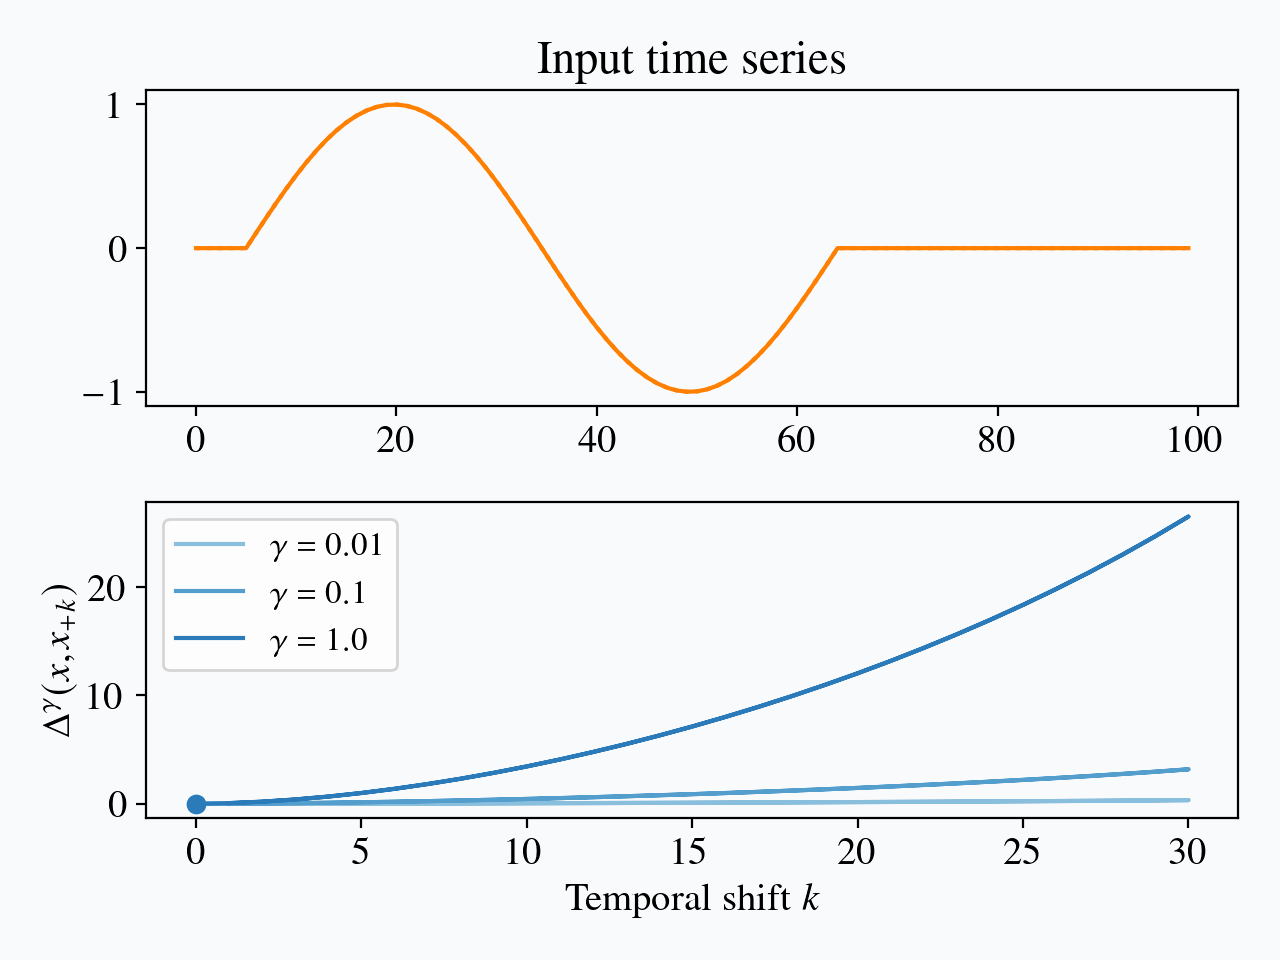 Input time series
1
0
−1
0 20 40 60 80 100
γ = 0.01
γ = 0.1
γ = 1.0
Δ^γ(x, x_{+k})
20
10
0
0 5 10 15 20 25 30
Temporal shift k